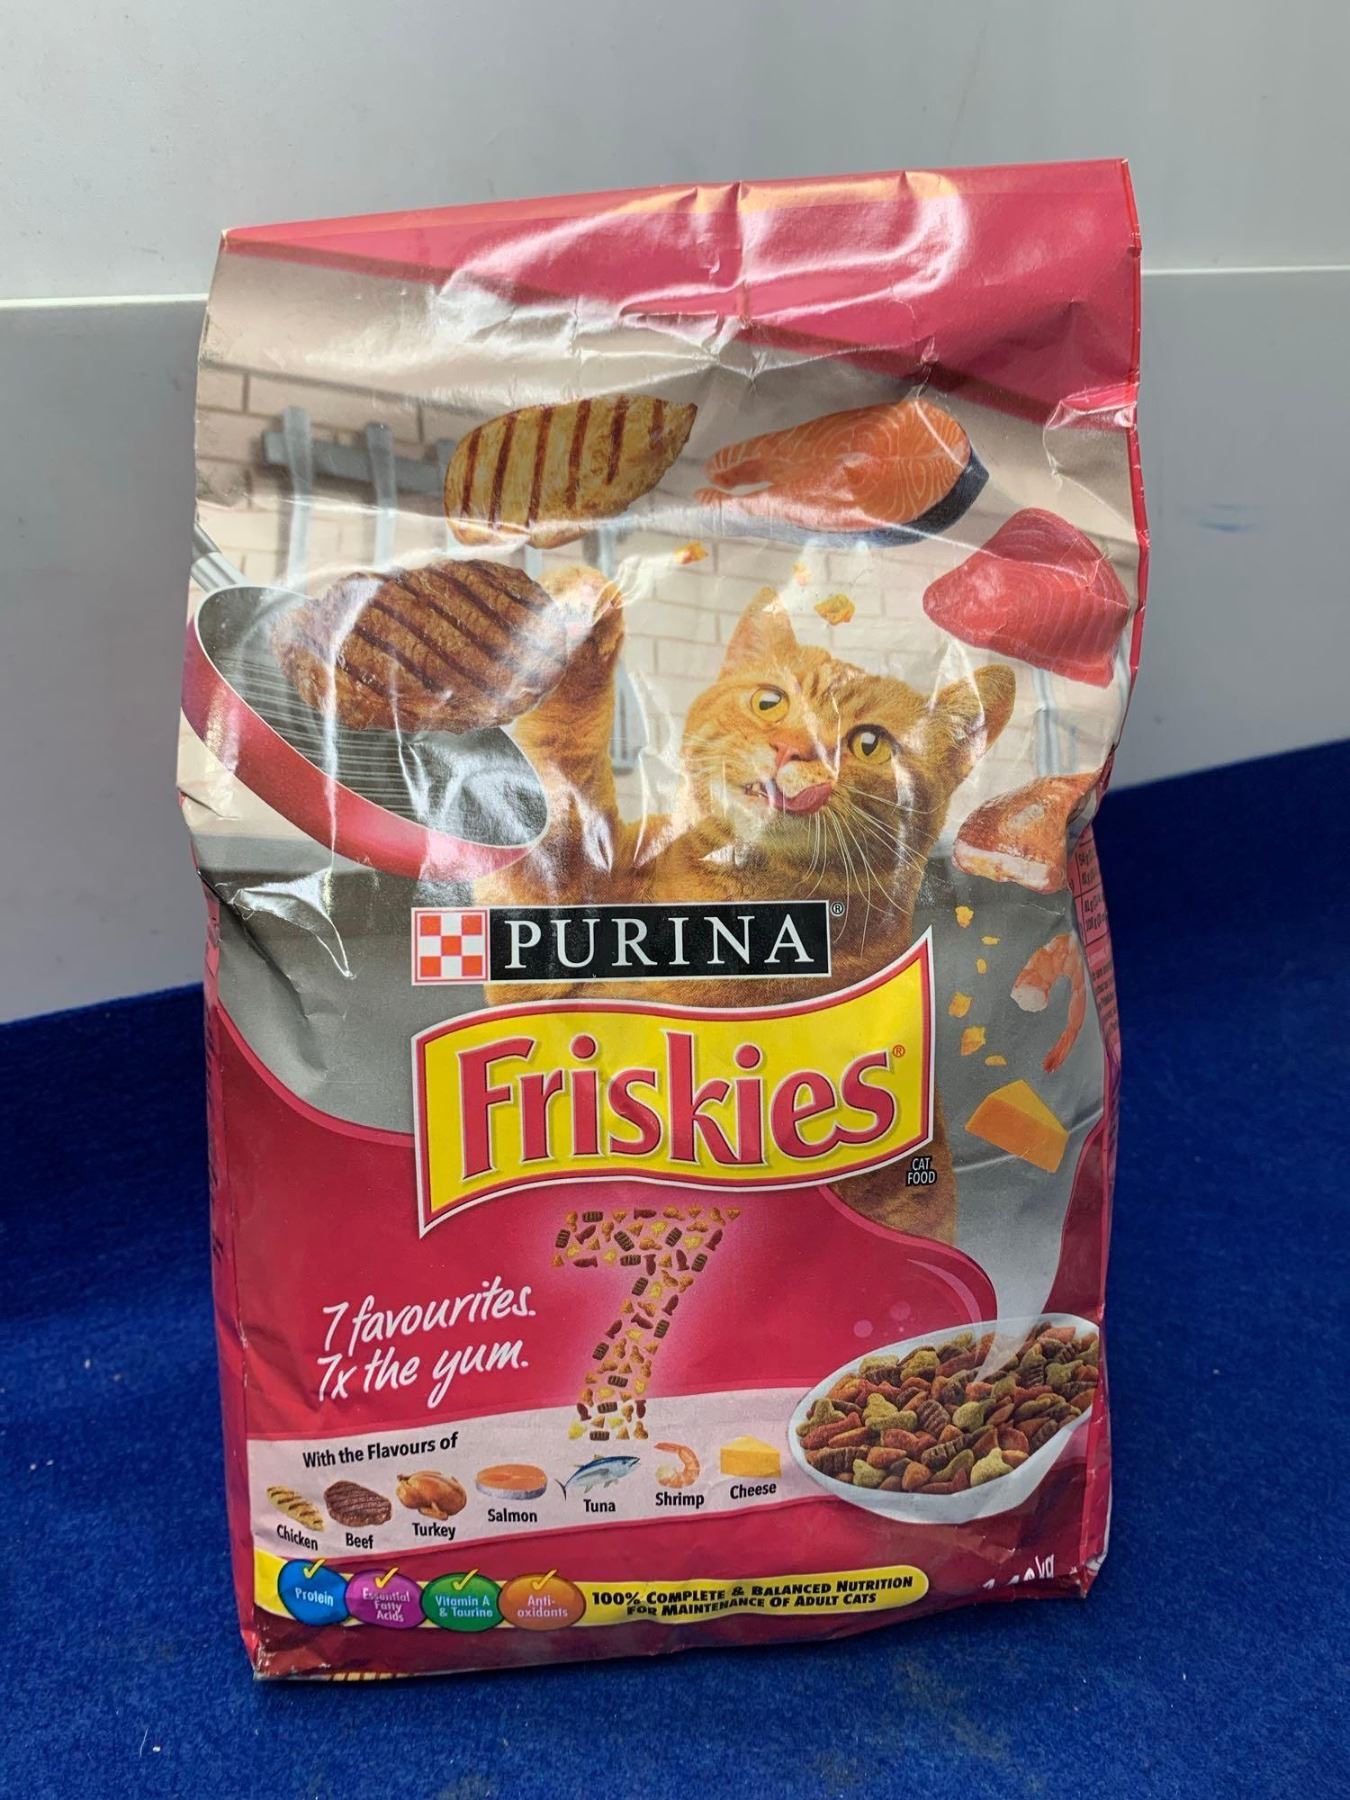 PURINA®
Friskies®
CAT
FOOD
7
7 favourites.
7x the yum.
With the Flavours of
Chicken
Beef
Turkey
Salmon
Tuna
Shrimp
Cheese
Protein
Essential
Fatty
Acids
Vitamin A
& Taurine
Anti-
oxidants
100% COMPLETE & BALANCED NUTRITION
FOR MAINTENANCE OF ADULT CATS
kg